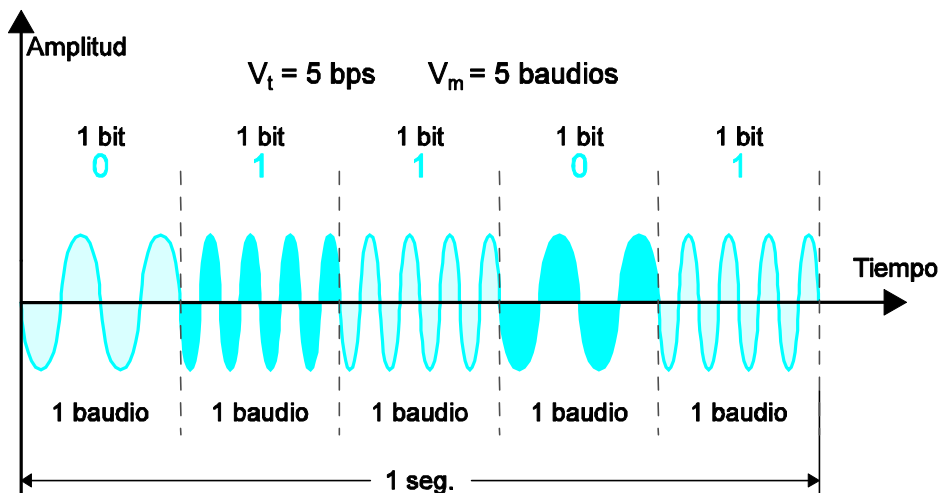 Amplitud
Vt = 5 bps Vm = 5 baudios
1 bit 1 bit 1 bit 1 bit 1 bit
0 1 1 0 1
Tiempo
1 baudio 1 baudio 1 baudio 1 baudio 1 baudio
1 seg.